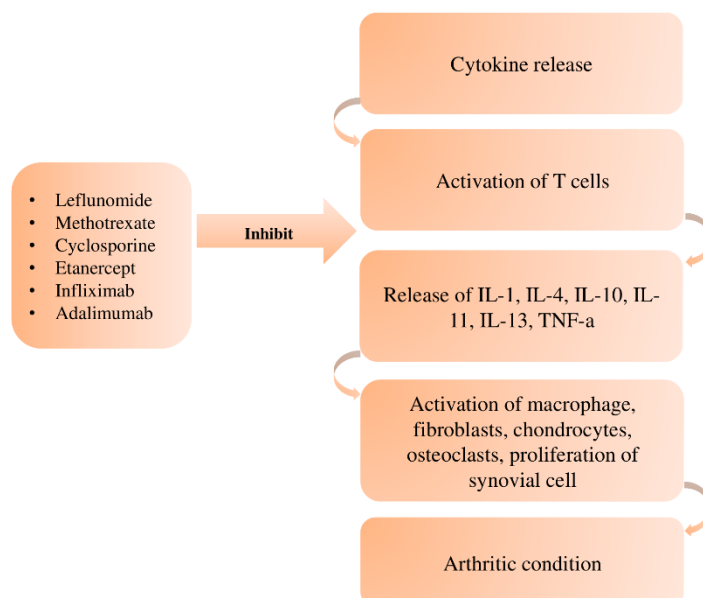 Cytokine release
Activation of T cells
• Leflunomide
• Methotrexate
• Cyclosporine
• Etanercept
• Infliximab
• Adalimumab
Inhibit
Release of IL-1, IL-4, IL-10, IL-
11, IL-13, TNF-a
Activation of macrophage,
fibroblasts, chondrocytes,
osteoclasts, proliferation of
synovial cell
Arthritic condition